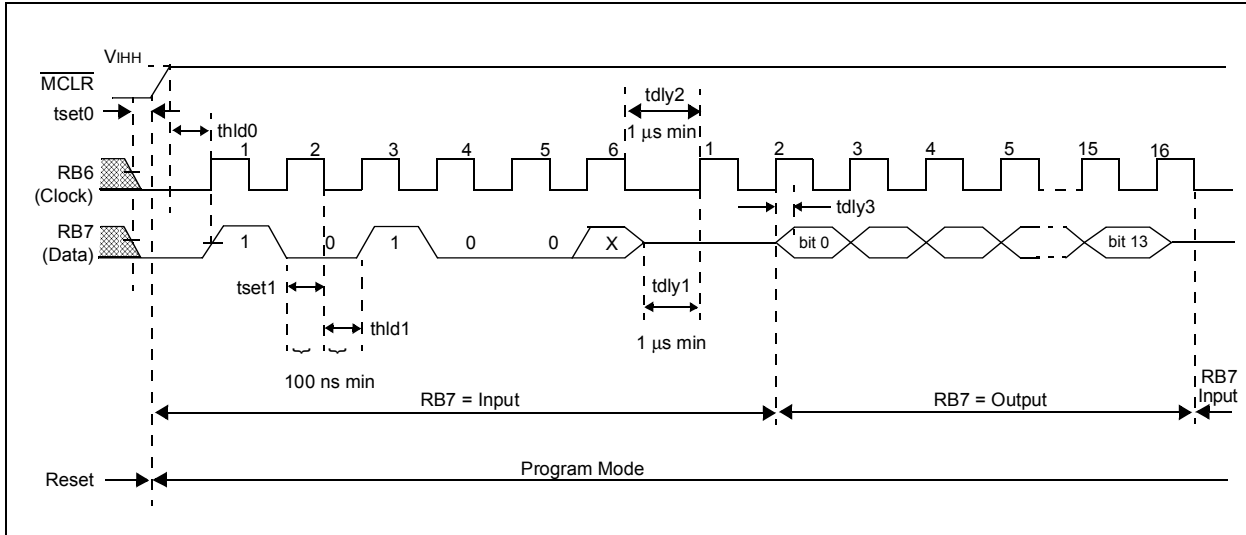 VIHH
MCLR
tset0
thld0
tdly2
1 µs min
RB6
(Clock)
1 2 3 4 5 6 1 2 3 4 5 15 16
tdly3
RB7
(Data)
1 0 1 0 0 X bit 0 bit 13
tset1
thld1
tdly1
1 µs min
100 ns min
RB7 = Input
RB7 = Output
RB7
Input
Reset
Program Mode